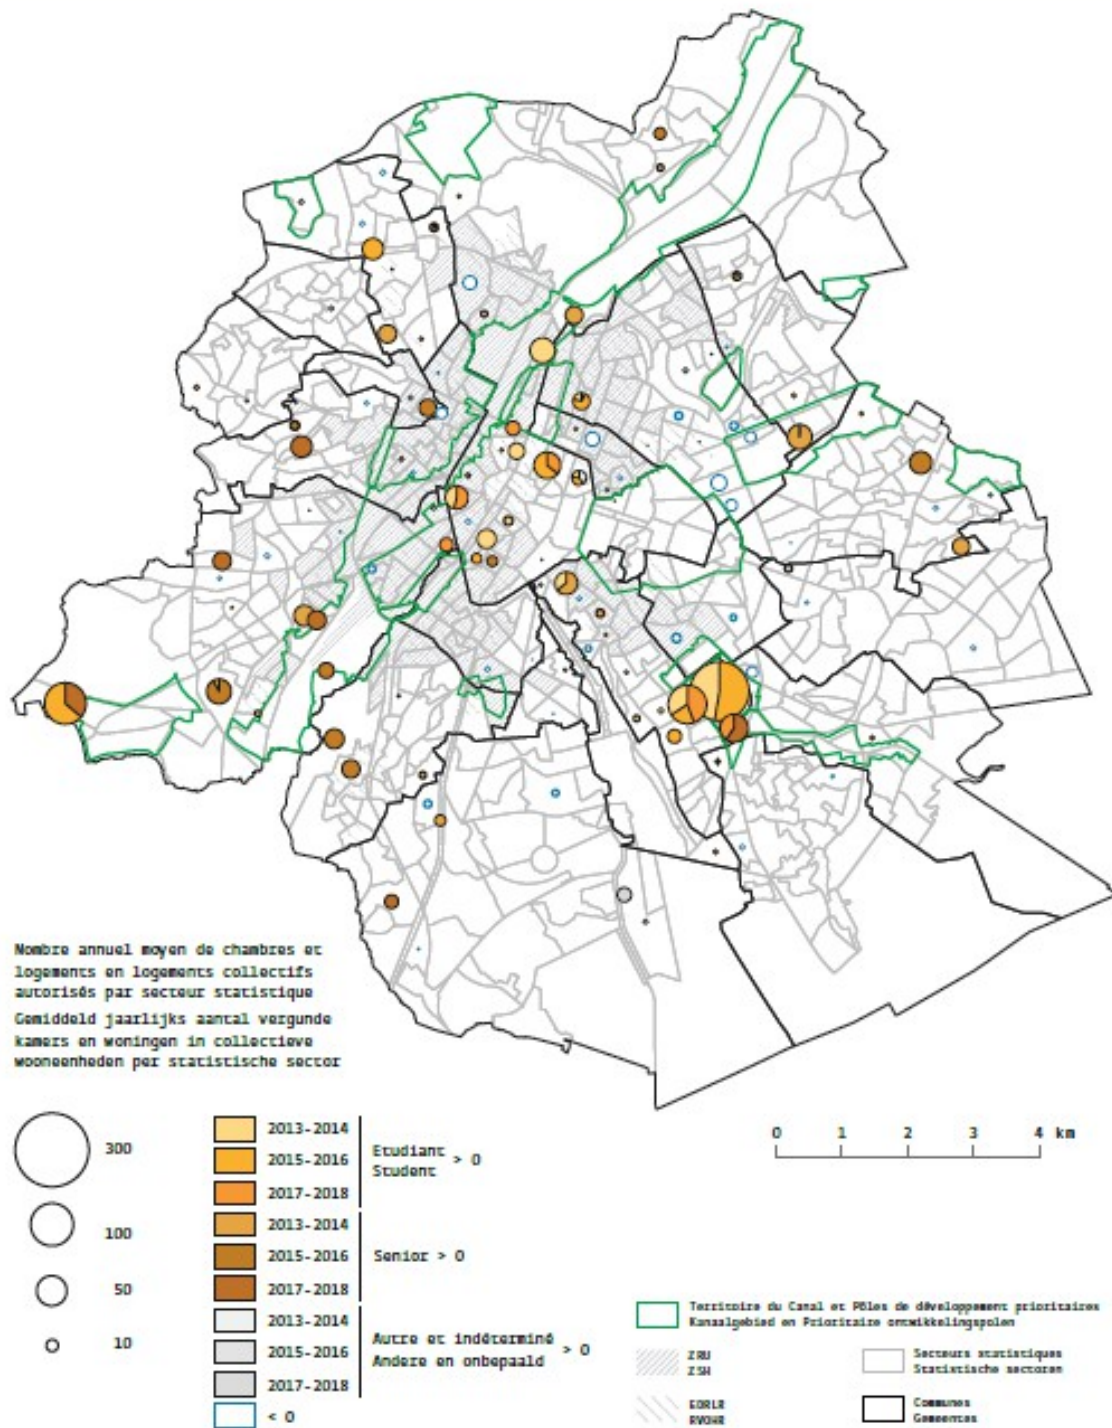 Nombre annuel moyen de chambres et
logements en logements collectifs
autorisés par secteur statistique
Gemiddeld jaarlijks aantal vergunde
kamers en woningen in collectieve
wooneenheden per statistische sector
300
100
50
10
2013-2014
2015-2016
2017-2018
Etudiant
Student
> 0
2013-2014
2015-2016
2017-2018
Senior > 0
2013-2014
2015-2016
2017-2018
Autre et indéterminé
Andere en onbepaald
> 0
< 0
0 1 2 3 4 km
Territoire du Canal et Pôles de développement prioritaires
Kanaalgebied en Prioritaire ontwikkelingspolen
ZRU
ZSH
EDRLR
RVOHR
Secteurs statistiques
Statistische sectoren
Communes
Gemeentes